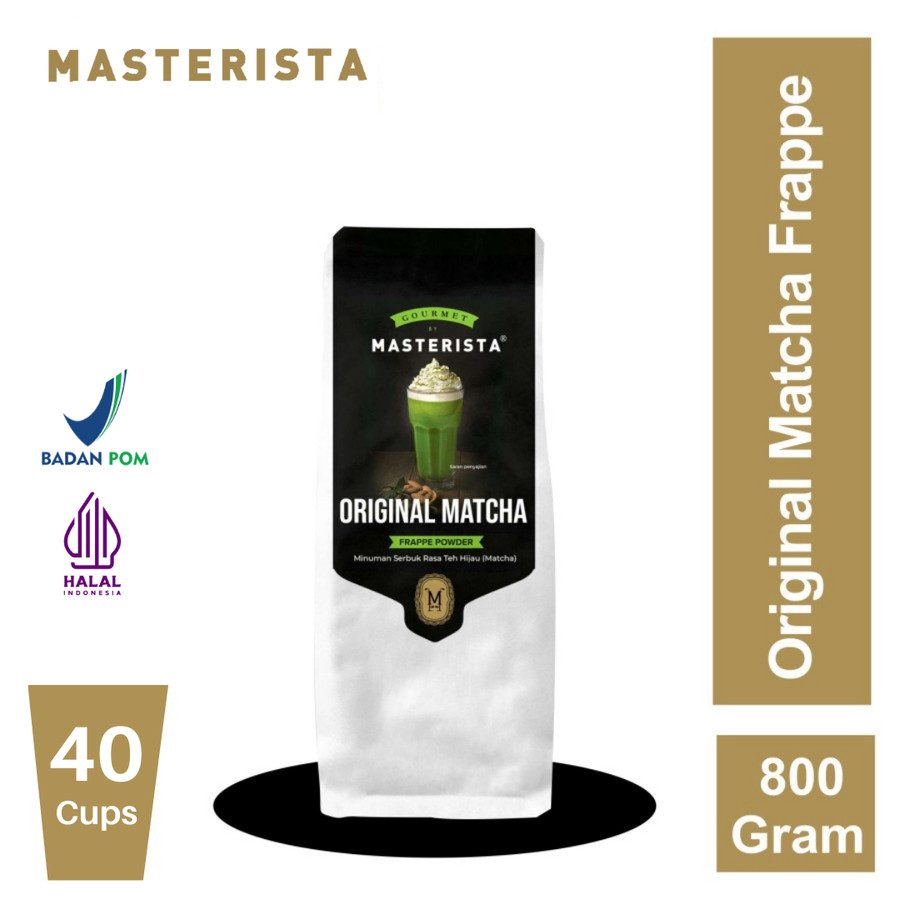 MASTERISTA
Original Matcha Frappe
GOURMET
BY
MASTERISTA®
Saran penyajian
ORIGINAL MATCHA
FRAPPE POWDER
Minuman Serbuk Rasa Teh Hijau (Matcha)
M
BADAN POM
HALAL
INDONESIA
40
Cups
800
Gram